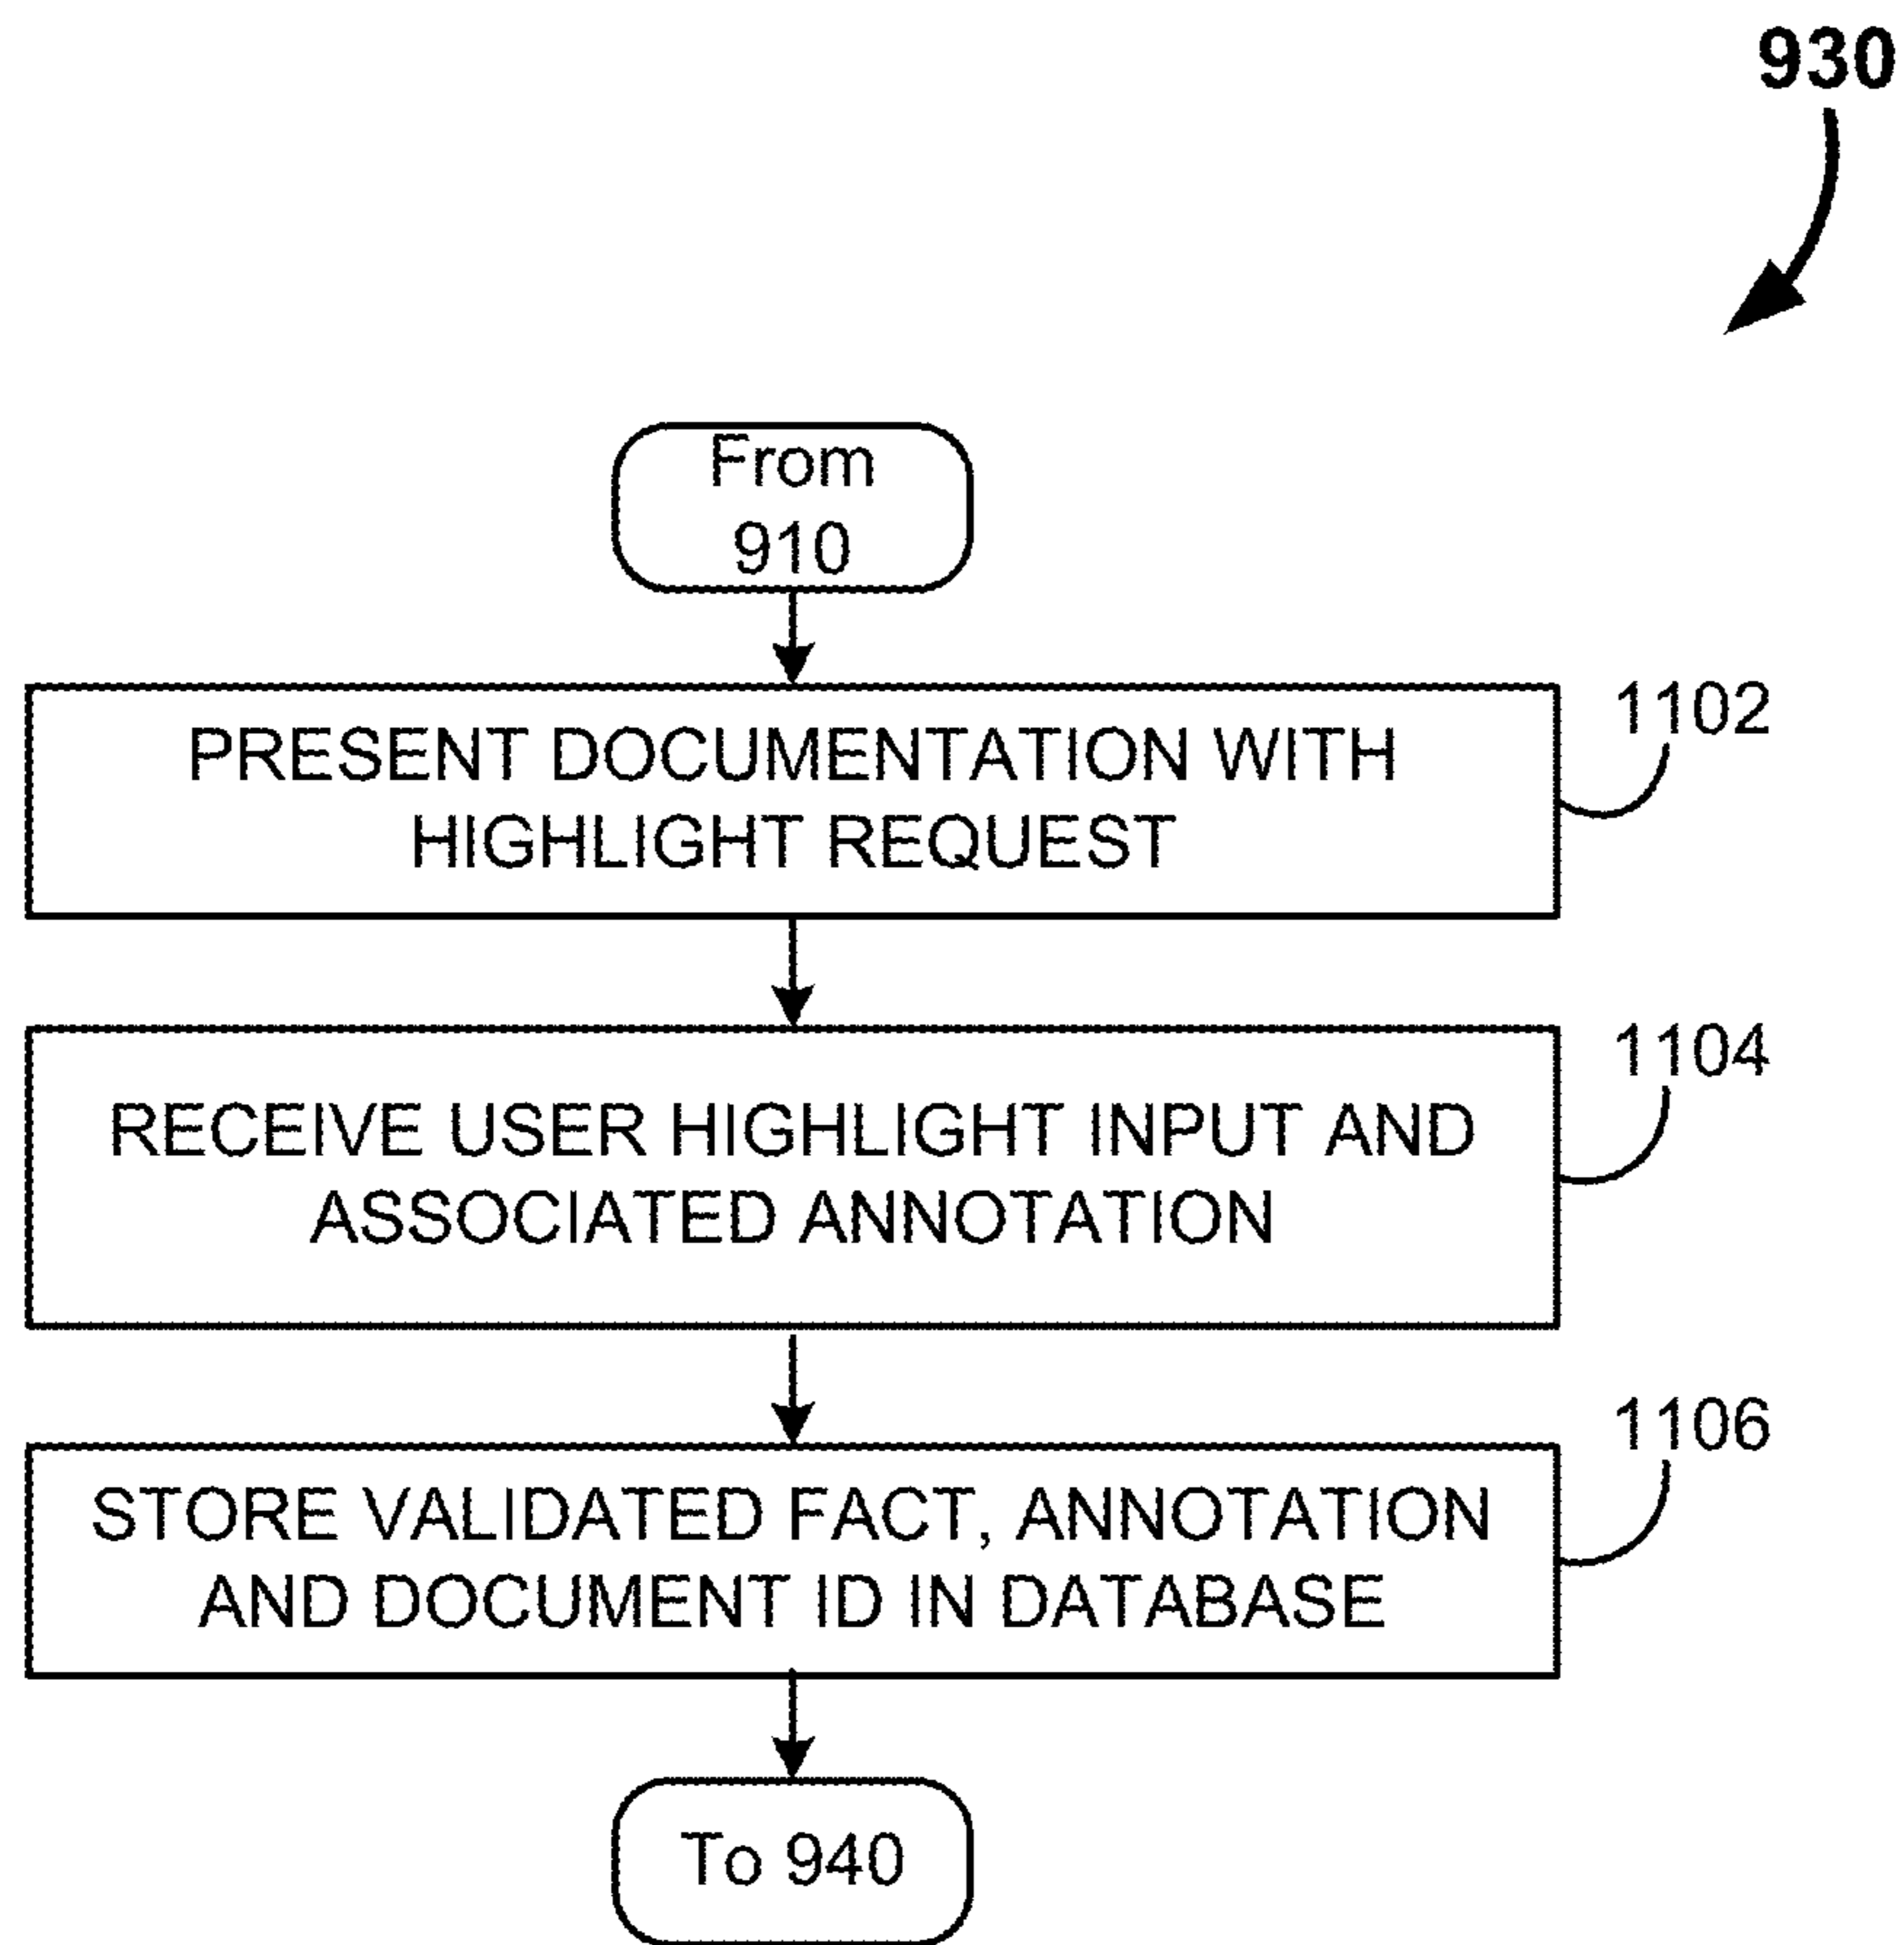 930
From
910
PRESENT DOCUMENTATION WITH
HIGHLIGHT REQUEST
1102
RECEIVE USER HIGHLIGHT INPUT AND
ASSOCIATED ANNOTATION
1104
STORE VALIDATED FACT, ANNOTATION
AND DOCUMENT ID IN DATABASE
1106
To 940